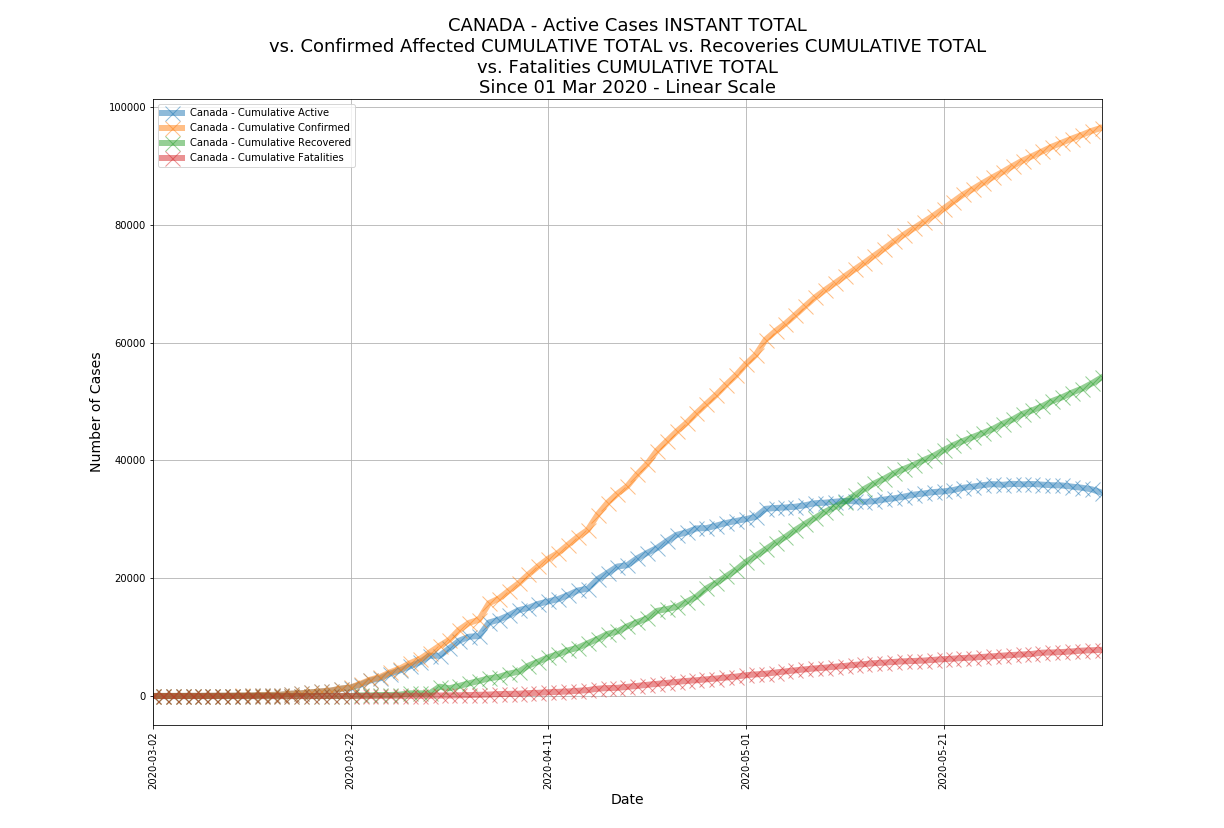 CANADA - Active Cases INSTANT TOTAL
vs. Confirmed Affected CUMULATIVE TOTAL vs. Recoveries CUMULATIVE TOTAL
vs. Fatalities CUMULATIVE TOTAL
Since 01 Mar 2020 - Linear Scale
Canada - Cumulative Active
Canada - Cumulative Confirmed
Canada - Cumulative Recovered
Canada - Cumulative Fatalities
Number of Cases
100000
80000
60000
40000
20000
0
2020-03-02
2020-03-22
2020-04-11
2020-05-01
2020-05-21
Date